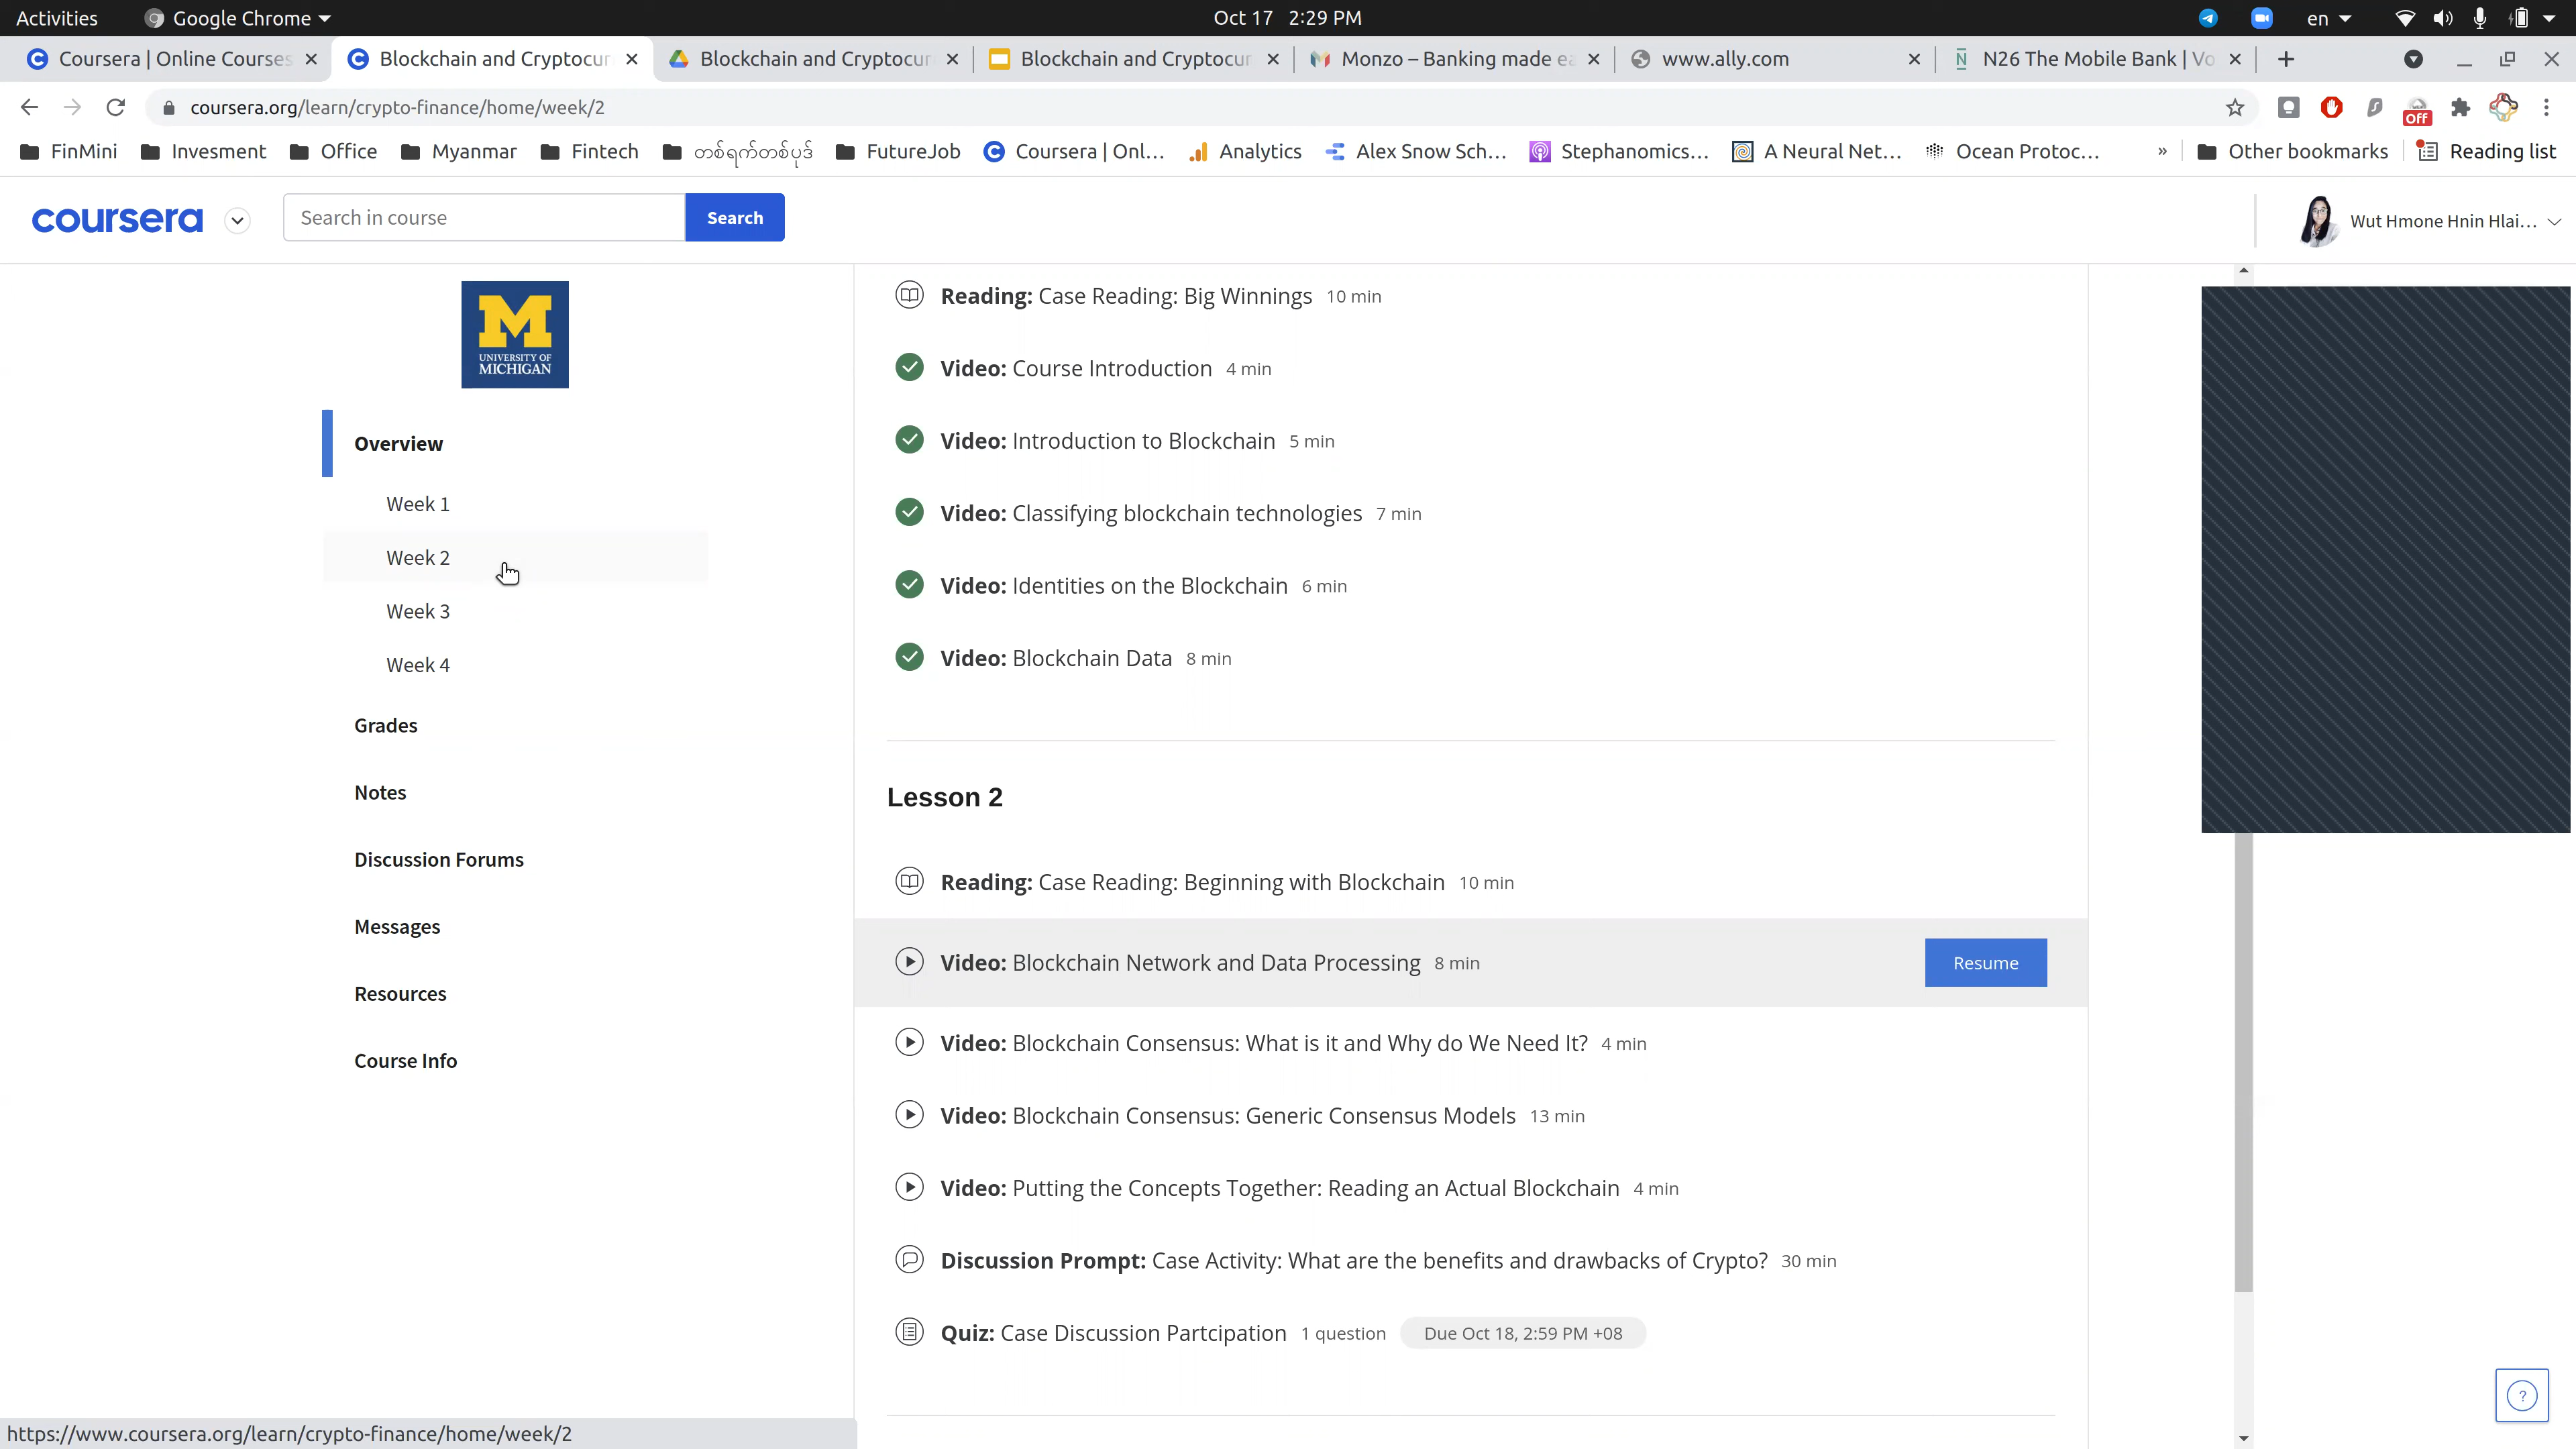 Activities Google Chrome Oct 17 2:29 PM en
Coursera | Online Courses Blockchain and Cryptocur Blockchain and Cryptocur Blockchain and Cryptocur Monzo – Banking made ea www.ally.com N26 The Mobile Bank | Vo
coursera.org/learn/crypto-finance/home/week/2 Off
FinMini Invesment Office Myanmar Fintech တစ်ရက်တစ်ပုဒ် FutureJob Coursera | Onl... Analytics Alex Snow Sch... Stephanomics... A Neural Net... Ocean Protoc... » Other bookmarks Reading list
coursera Search in course Search Wut Hmone Hnin Hlai...
M
UNIVERSITY OF
MICHIGAN
Overview
Week 1
Week 2
Week 3
Week 4
Grades
Notes
Discussion Forums
Messages
Resources
Course Info
Reading: Case Reading: Big Winnings 10 min
Video: Course Introduction 4 min
Video: Introduction to Blockchain 5 min
Video: Classifying blockchain technologies 7 min
Video: Identities on the Blockchain 6 min
Video: Blockchain Data 8 min
Lesson 2
Reading: Case Reading: Beginning with Blockchain 10 min
Video: Blockchain Network and Data Processing 8 min Resume
Video: Blockchain Consensus: What is it and Why do We Need It? 4 min
Video: Blockchain Consensus: Generic Consensus Models 13 min
Video: Putting the Concepts Together: Reading an Actual Blockchain 4 min
Discussion Prompt: Case Activity: What are the benefits and drawbacks of Crypto? 30 min
Quiz: Case Discussion Partcipation 1 question Due Oct 18, 2:59 PM +08
?
https://www.coursera.org/learn/crypto-finance/home/week/2